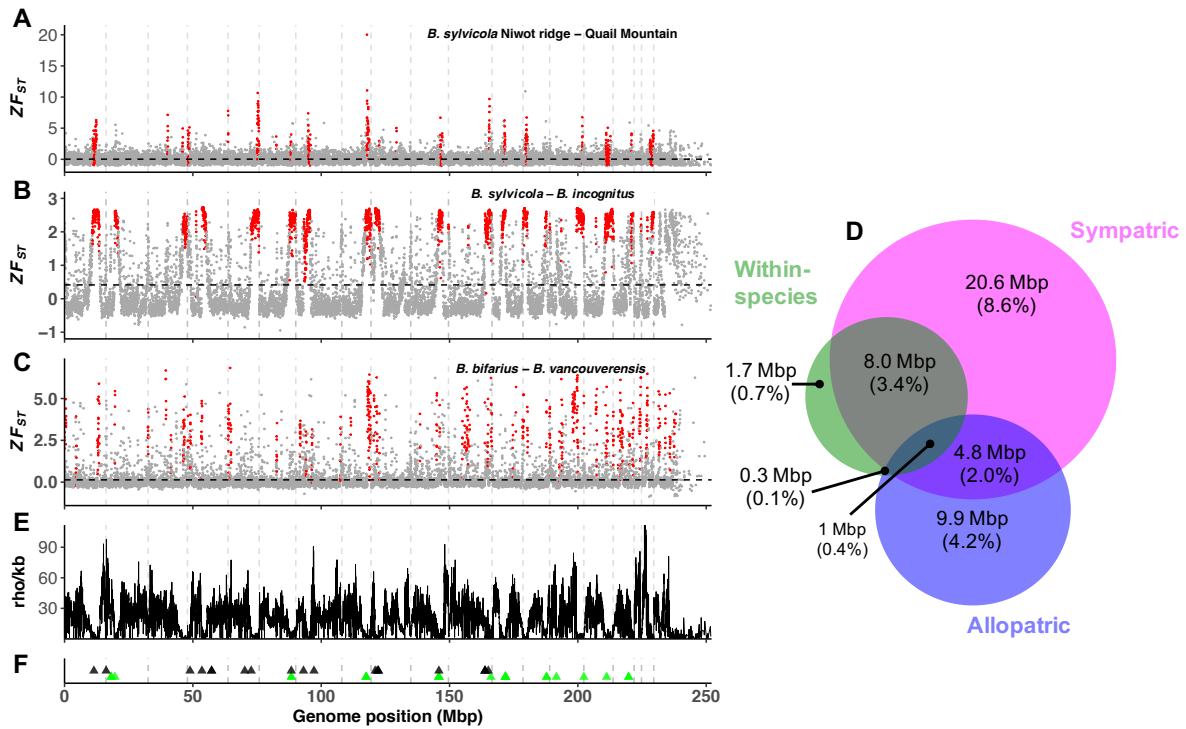 A
B. sylvicola Niwot ridge – Quail Mountain
20
15
10
5
0
ZFST
B
B. sylvicola – B. incognitus
3
2
1
0
−1
ZFST
C
B. bifarius – B. vancouverensis
5.0
2.5
0.0
ZFST
E
90
60
30
rho/kb
F
0 50 100 150 200 250
Genome position (Mbp)
D
Sympatric
Within-
species
20.6 Mbp
(8.6%)
8.0 Mbp
(3.4%)
1.7 Mbp
(0.7%)
4.8 Mbp
(2.0%)
0.3 Mbp
(0.1%)
1 Mbp
(0.4%)
9.9 Mbp
(4.2%)
Allopatric